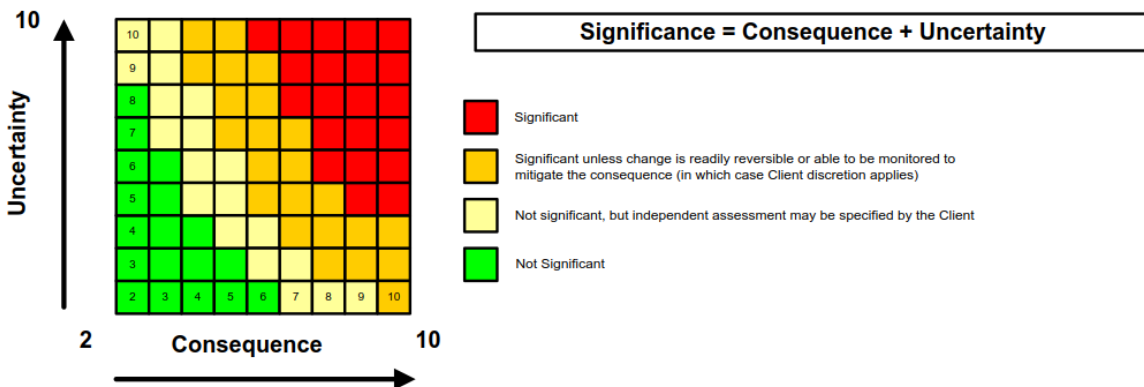 10
Uncertainty
10
9
8
7
6
5
4
3
2 3 4 5 6 7 8 9 10
2
Consequence
10
Significance = Consequence + Uncertainty
Significant
Significant unless change is readily reversible or able to be monitored to
mitigate the consequence (in which case Client discretion applies)
Not significant, but independent assessment may be specified by the Client
Not Significant